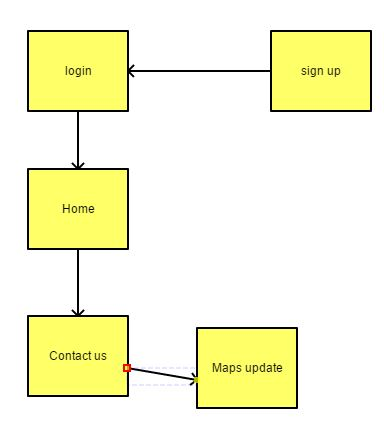 login
sign up
Home
Contact us
Maps update